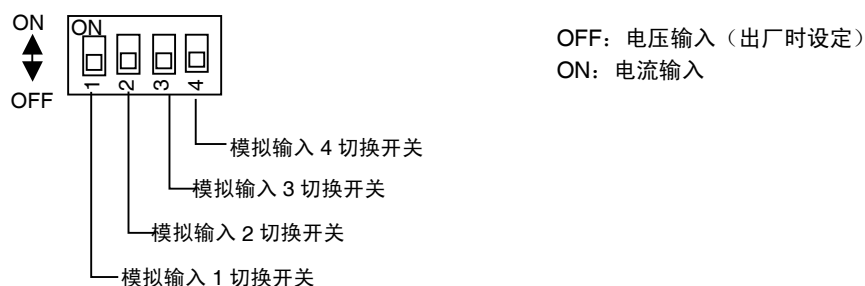 ON
ON
OFF
1 2 3 4
OFF：电压输入（出厂时设定）
ON：电流输入
模拟输入 4 切换开关
模拟输入 3 切换开关
模拟输入 2 切换开关
模拟输入 1 切换开关